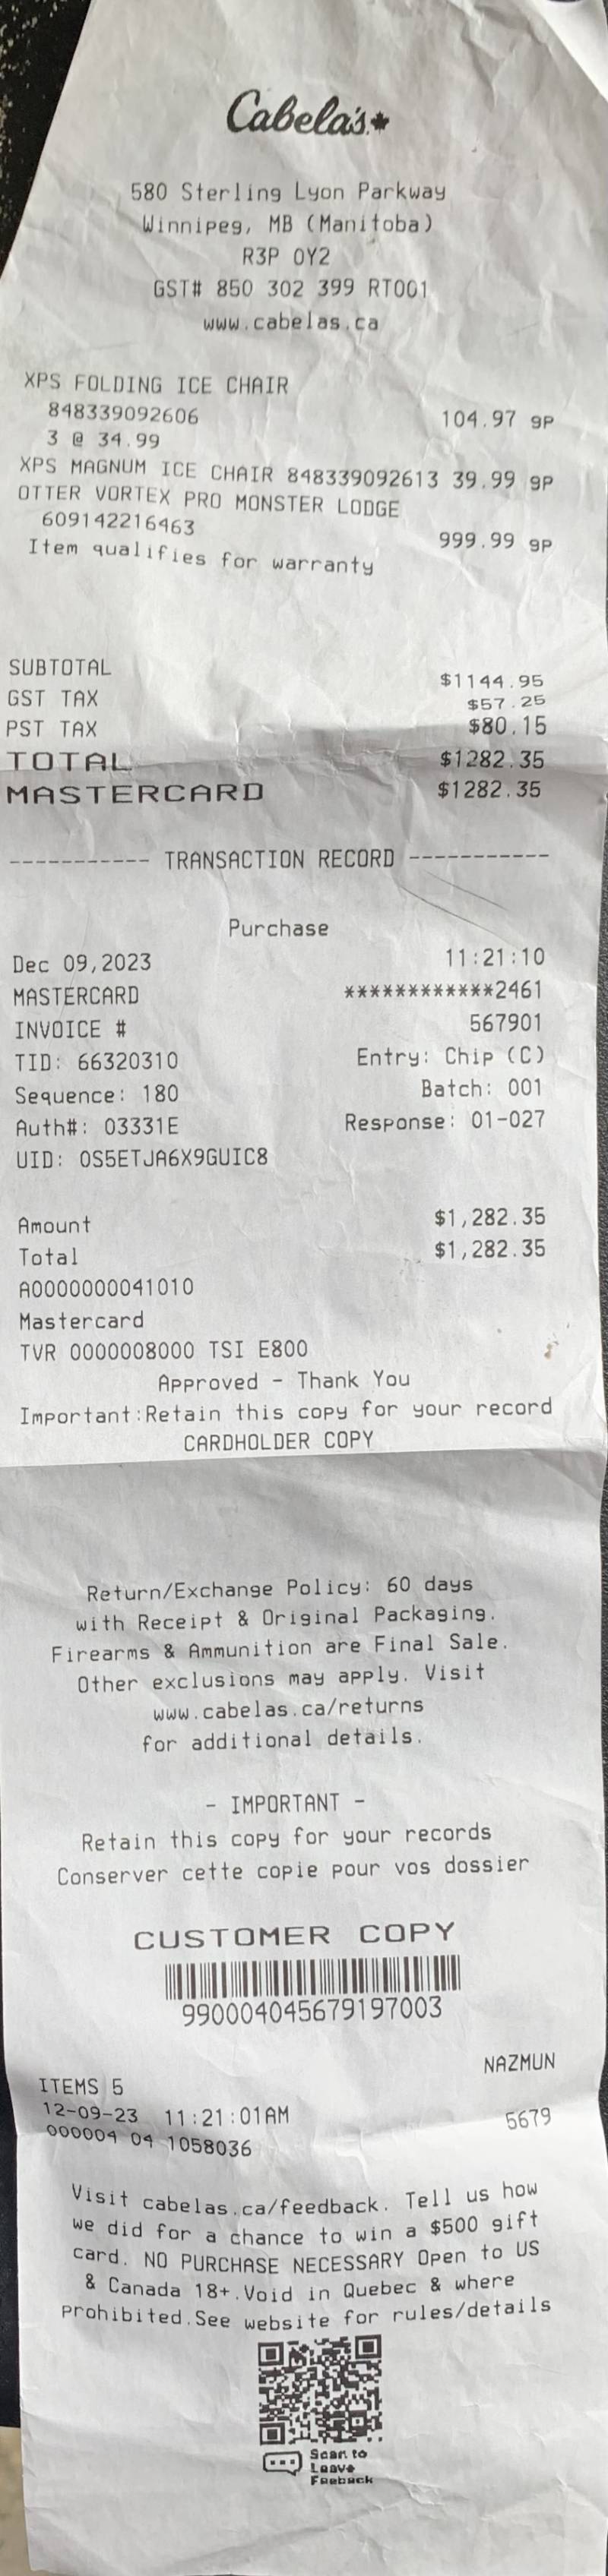 Cabela's
580 Sterling Lyon Parkway
Winnipeg, MB (Manitoba)
R3P 0Y2
GST# 850 302 399 RT001
www.cabelas.ca
XPS FOLDING ICE CHAIR
848339092606 104.97 gP
3 @ 34.99
XPS MAGNUM ICE CHAIR 848339092613 39.99 gP
OTTER VORTEX PRO MONSTER LODGE
609142216463 999.99 gP
Item qualifies for warranty
SUBTOTAL $1144.95
GST TAX $57.25
PST TAX $80.15
TOTAL $1282.35
MASTERCARD $1282.35
----------- TRANSACTION RECORD -----------
Purchase
Dec 09,2023 11:21:10
MASTERCARD ************2461
INVOICE # 567901
TID: 66320310 Entry: Chip (C)
Sequence: 180 Batch: 001
Auth#: 03331E Response: 01-027
UID: 0S5ETJA6X9GUIC8
Amount $1,282.35
Total $1,282.35
A0000000041010
Mastercard
TVR 0000008000 TSI E800
Approved - Thank You
Important:Retain this copy for your record
CARDHOLDER COPY
Return/Exchange Policy: 60 days
with Receipt & Original Packaging.
Firearms & Ammunition are Final Sale.
Other exclusions may apply. Visit
www.cabelas.ca/returns
for additional details.
- IMPORTANT -
Retain this copy for your records
Conserver cette copie pour vos dossier
CUSTOMER COPY
990004045679197003
NAZMUN
ITEMS 5
12-09-23 11:21:01AM 5679
000004 04 1058036
Visit cabelas.ca/feedback. Tell us how
we did for a chance to win a $500 gift
card. NO PURCHASE NECESSARY Open to US
& Canada 18+.Void in Quebec & where
prohibited.See website for rules/details
Scan to
Leave
Feeback